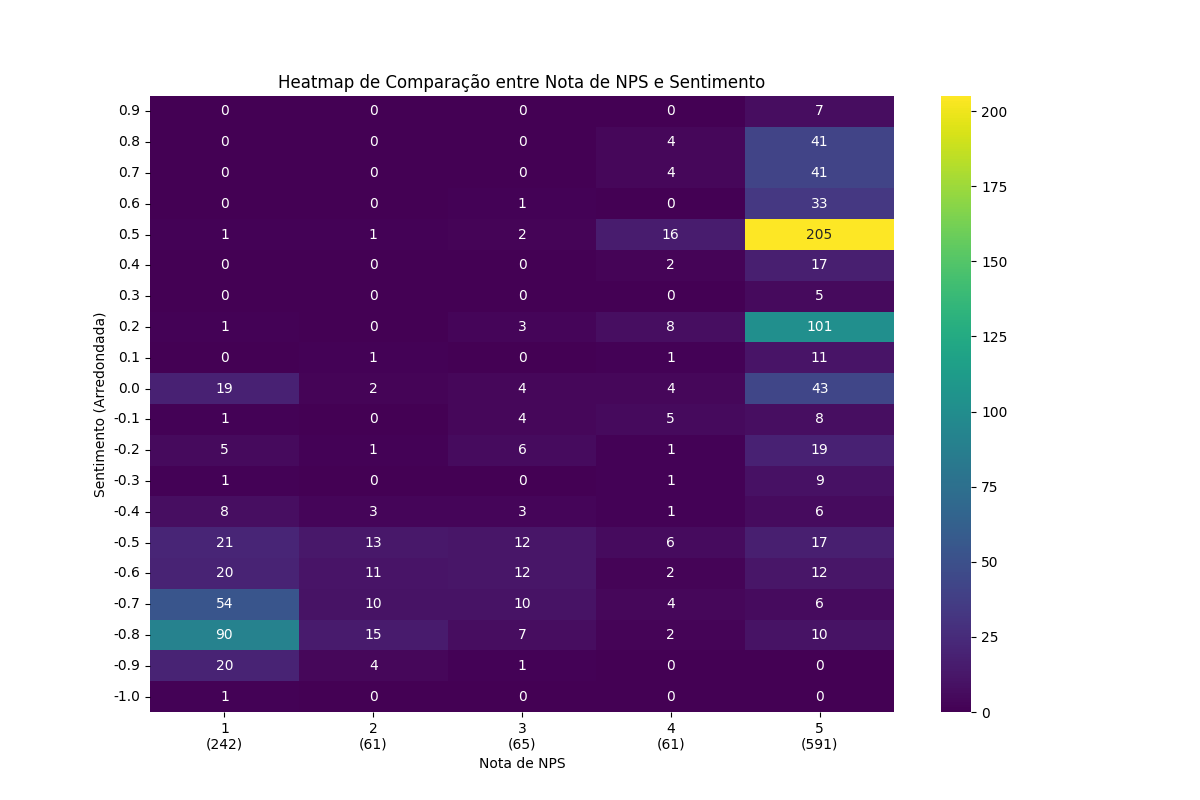 Heatmap de Comparação entre Nota de NPS e Sentimento
0.9 0 0 0 0 7
0.8 0 0 0 4 41
0.7 0 0 0 4 41
0.6 0 0 1 0 33
0.5 1 1 2 16 205
0.4 0 0 0 2 17
0.3 0 0 0 0 5
0.2 1 0 3 8 101
0.1 0 1 0 1 11
0.0 19 2 4 4 43
-0.1 1 0 4 5 8
-0.2 5 1 6 1 19
-0.3 1 0 0 1 9
-0.4 8 3 3 1 6
-0.5 21 13 12 6 17
-0.6 20 11 12 2 12
-0.7 54 10 10 4 6
-0.8 90 15 7 2 10
-0.9 20 4 1 0 0
-1.0 1 0 0 0 0
1 2 3 4 5
(242) (61) (65) (61) (591)
Nota de NPS
Sentimento (Arredondada)
200
175
150
125
100
75
50
25
0